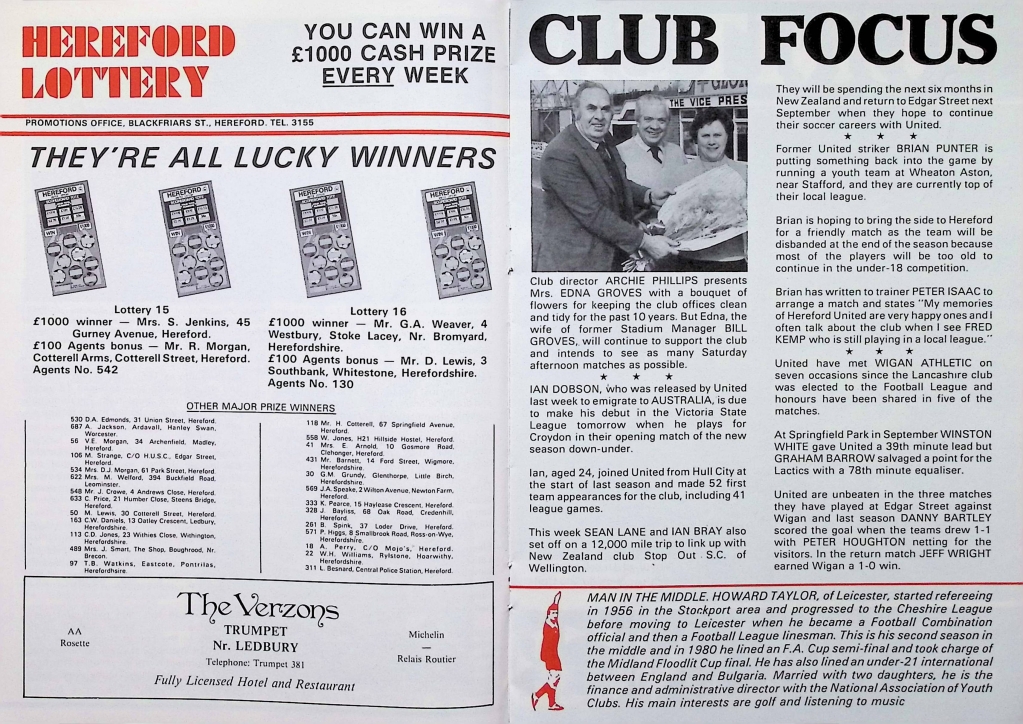 HEREFORD
LOTTERY
YOU CAN WIN A
£1000 CASH PRIZE
EVERY WEEK
PROMOTIONS OFFICE, BLACKFRIARS ST., HEREFORD. TEL. 3155
THEY'RE ALL LUCKY WINNERS
HEREFORD
HEREFORD
HEREFORD
HEREFORD
Lottery 15
£1000 winner — Mrs. S. Jenkins, 45
Gurney Avenue, Hereford.
£100 Agents bonus — Mr. R. Morgan,
Cotterell Arms, Cotterell Street, Hereford.
Agents No. 542
Lottery 16
£1000 winner — Mr. G.A. Weaver, 4
Westbury, Stoke Lacey, Nr. Bromyard,
Herefordshire.
£100 Agents bonus — Mr. D. Lewis, 3
Southbank, Whitestone, Herefordshire.
Agents No. 130
OTHER MAJOR PRIZE WINNERS
530 D.A. Edmonds, 31 Union Street, Hereford.
687 A. Jackson, Ardavall, Hanley Swan,
Worcester.
56 V.E. Morgan, 34 Archenfield, Madley,
Hereford.
106 M. Strange, C/O H.U.S.C., Edgar Street,
Hereford.
534 Mrs. D.J. Morgan, 61 Park Street, Hereford.
622 Mrs. M. Welford, 394 Buckfield Road,
Leominster.
548 Mr. J. Crowe, 4 Andrews Close, Hereford.
633 C. Price, 21 Humber Close, Steens Bridge,
Hereford.
50 M. Lewis, 30 Cotterell Street, Hereford.
163 C.W. Daniels, 13 Oatley Crescent, Ledbury,
Herefordshire.
113 C.D. Jones, 23 Withies Close, Withington,
Herefordshire.
489 Mrs. J. Smart, The Shop, Boughrood, Nr.
Brecon.
97 T.B. Watkins, Eastcote, Pontrilas,
Herefordhsire.
118 Mr. H. Cotterell, 67 Springfield Avenue,
Hereford.
558 W. Jones, H21 Hillside Hostel, Hereford.
41 Mrs. E. Arnold, 10 Gosmore Road,
Clehonger, Hereford.
431 Mr. Barnett, 14 Ford Street, Wigmore,
Herefordshire.
30 G.M. Grundy, Glenthorpe, Little Birch,
Herefordshire.
569 J.A. Speake, 2 Wilton Avenue, Newton Farm,
Hereford.
333 K. Pearce, 15 Haylease Crescent, Hereford.
328 J. Bayliss, 68 Oak Road, Credenhill,
Hereford.
261 B. Spink, 37 Loder Drive, Hereford.
571 P. Higgs, 8 Smallbrook Road, Ross-on-Wye,
Herefordshire.
18 A. Perry, C/O Mojo's, Hereford.
22 W.H. Williams, Rylstone, Hoarwithy,
Herefordshire.
311 L. Besnard, Central Police Station, Hereford.
The Verzons
TRUMPET
Nr. LEDBURY
Telephone: Trumpet 381
Fully Licensed Hotel and Restaurant
AA
Rosette
Michelin
—
Relais Routier
CLUB FOCUS
THE VICE PRES
Club director ARCHIE PHILLIPS presents
Mrs. EDNA GROVES with a bouquet of
flowers for keeping the club offices clean
and tidy for the past 10 years. But Edna, the
wife of former Stadium Manager BILL
GROVES, will continue to support the club
and intends to see as many Saturday
afternoon matches as possible.
★ ★ ★
IAN DOBSON, who was released by United
last week to emigrate to AUSTRALIA, is due
to make his debut in the Victoria State
League tomorrow when he plays for
Croydon in their opening match of the new
season down-under.
Ian, aged 24, joined United from Hull City at
the start of last season and made 52 first
team appearances for the club, including 41
league games.
This week SEAN LANE and IAN BRAY also
set off on a 12,000 mile trip to link up with
New Zealand club Stop Out S.C. of
Wellington.
They will be spending the next six months in
New Zealand and return to Edgar Street next
September when they hope to continue
their soccer careers with United.
★ ★ ★
Former United striker BRIAN PUNTER is
putting something back into the game by
running a youth team at Wheaton Aston,
near Stafford, and they are currently top of
their local league.
Brian is hoping to bring the side to Hereford
for a friendly match as the team will be
disbanded at the end of the season because
most of the players will be too old to
continue in the under-18 competition.
Brian has written to trainer PETER ISAAC to
arrange a match and states "My memories
of Hereford United are very happy ones and I
often talk about the club when I see FRED
KEMP who is still playing in a local league."
★ ★ ★
United have met WIGAN ATHLETIC on
seven occasions since the Lancashire club
was elected to the Football League and
honours have been shared in five of the
matches.
At Springfield Park in September WINSTON
WHITE gave United a 39th minute lead but
GRAHAM BARROW salvaged a point for the
Lactics with a 78th minute equaliser.
United are unbeaten in the three matches
they have played at Edgar Street against
Wigan and last season DANNY BARTLEY
scored the goal when the teams drew 1-1
with PETER HOUGHTON netting for the
visitors. In the return match JEFF WRIGHT
earned Wigan a 1-0 win.
MAN IN THE MIDDLE. HOWARD TAYLOR, of Leicester, started refereeing
in 1956 in the Stockport area and progressed to the Cheshire League
before moving to Leicester when he became a Football Combination
official and then a Football League linesman. This is his second season in
the middle and in 1980 he lined an F.A. Cup semi-final and took charge of
the Midland Floodlit Cup final. He has also lined an under-21 international
between England and Bulgaria. Married with two daughters, he is the
finance and administrative director with the National Association of Youth
Clubs. His main interests are golf and listening to music